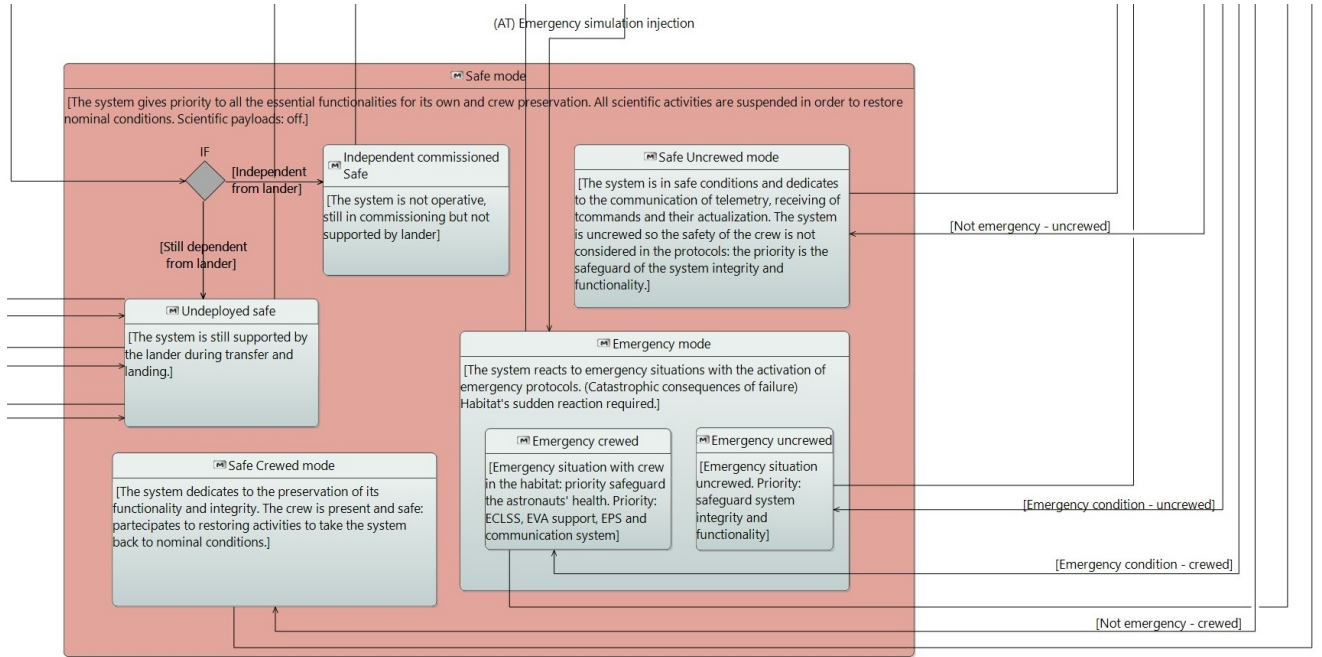 (AT) Emergency simulation injection
Safe mode
[The system gives priority to all the essential functionalities for its own and crew preservation. All scientific activities are suspended in order to restore
nominal conditions. Scientific payloads: off.]
IF
[Independent
from lander]
[Still dependent
from lander]
Independent commissioned
Safe
[The system is not operative,
still in commissioning but not
supported by lander]
Safe Uncrewed mode
[The system is in safe conditions and dedicates
to the communication of telemetry, receiving of
tcommands and their actualization. The system
is uncrewed so the safety of the crew is not
considered in the protocols: the priority is the
safeguard of the system integrity and
functionality.]
[Not emergency - uncrewed]
Undeployed safe
[The system is still supported by
the lander during transfer and
landing.]
Emergency mode
[The system reacts to emergency situations with the activation of
emergency protocols. (Catastrophic consequences of failure)
Habitat's sudden reaction required.]
Emergency crewed
[Emergency situation with crew
in the habitat: priority safeguard
the astronauts' health. Priority:
ECLSS, EVA support, EPS and
communication system]
Emergency uncrewed
[Emergency situation
uncrewed. Priority:
safeguard system
integrity and
functionality]
Safe Crewed mode
[The system dedicates to the preservation of its
functionality and integrity. The crew is present and safe:
partecipates to restoring activities to take the system
back to nominal conditions.]
[Emergency condition - uncrewed]
[Emergency condition - crewed]
[Not emergency - crewed]